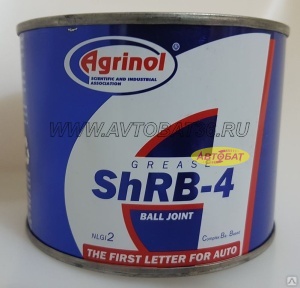 Agrinol®
SCIENTIFIC AND INDUSTRIAL
ASSOCIATION
WWW.AVTOBAT36.RU
GREASE
АВТОБАТ
ShRB-4
BALL JOINT
NLGI 2
THE FIRST LETTER FOR AUTO